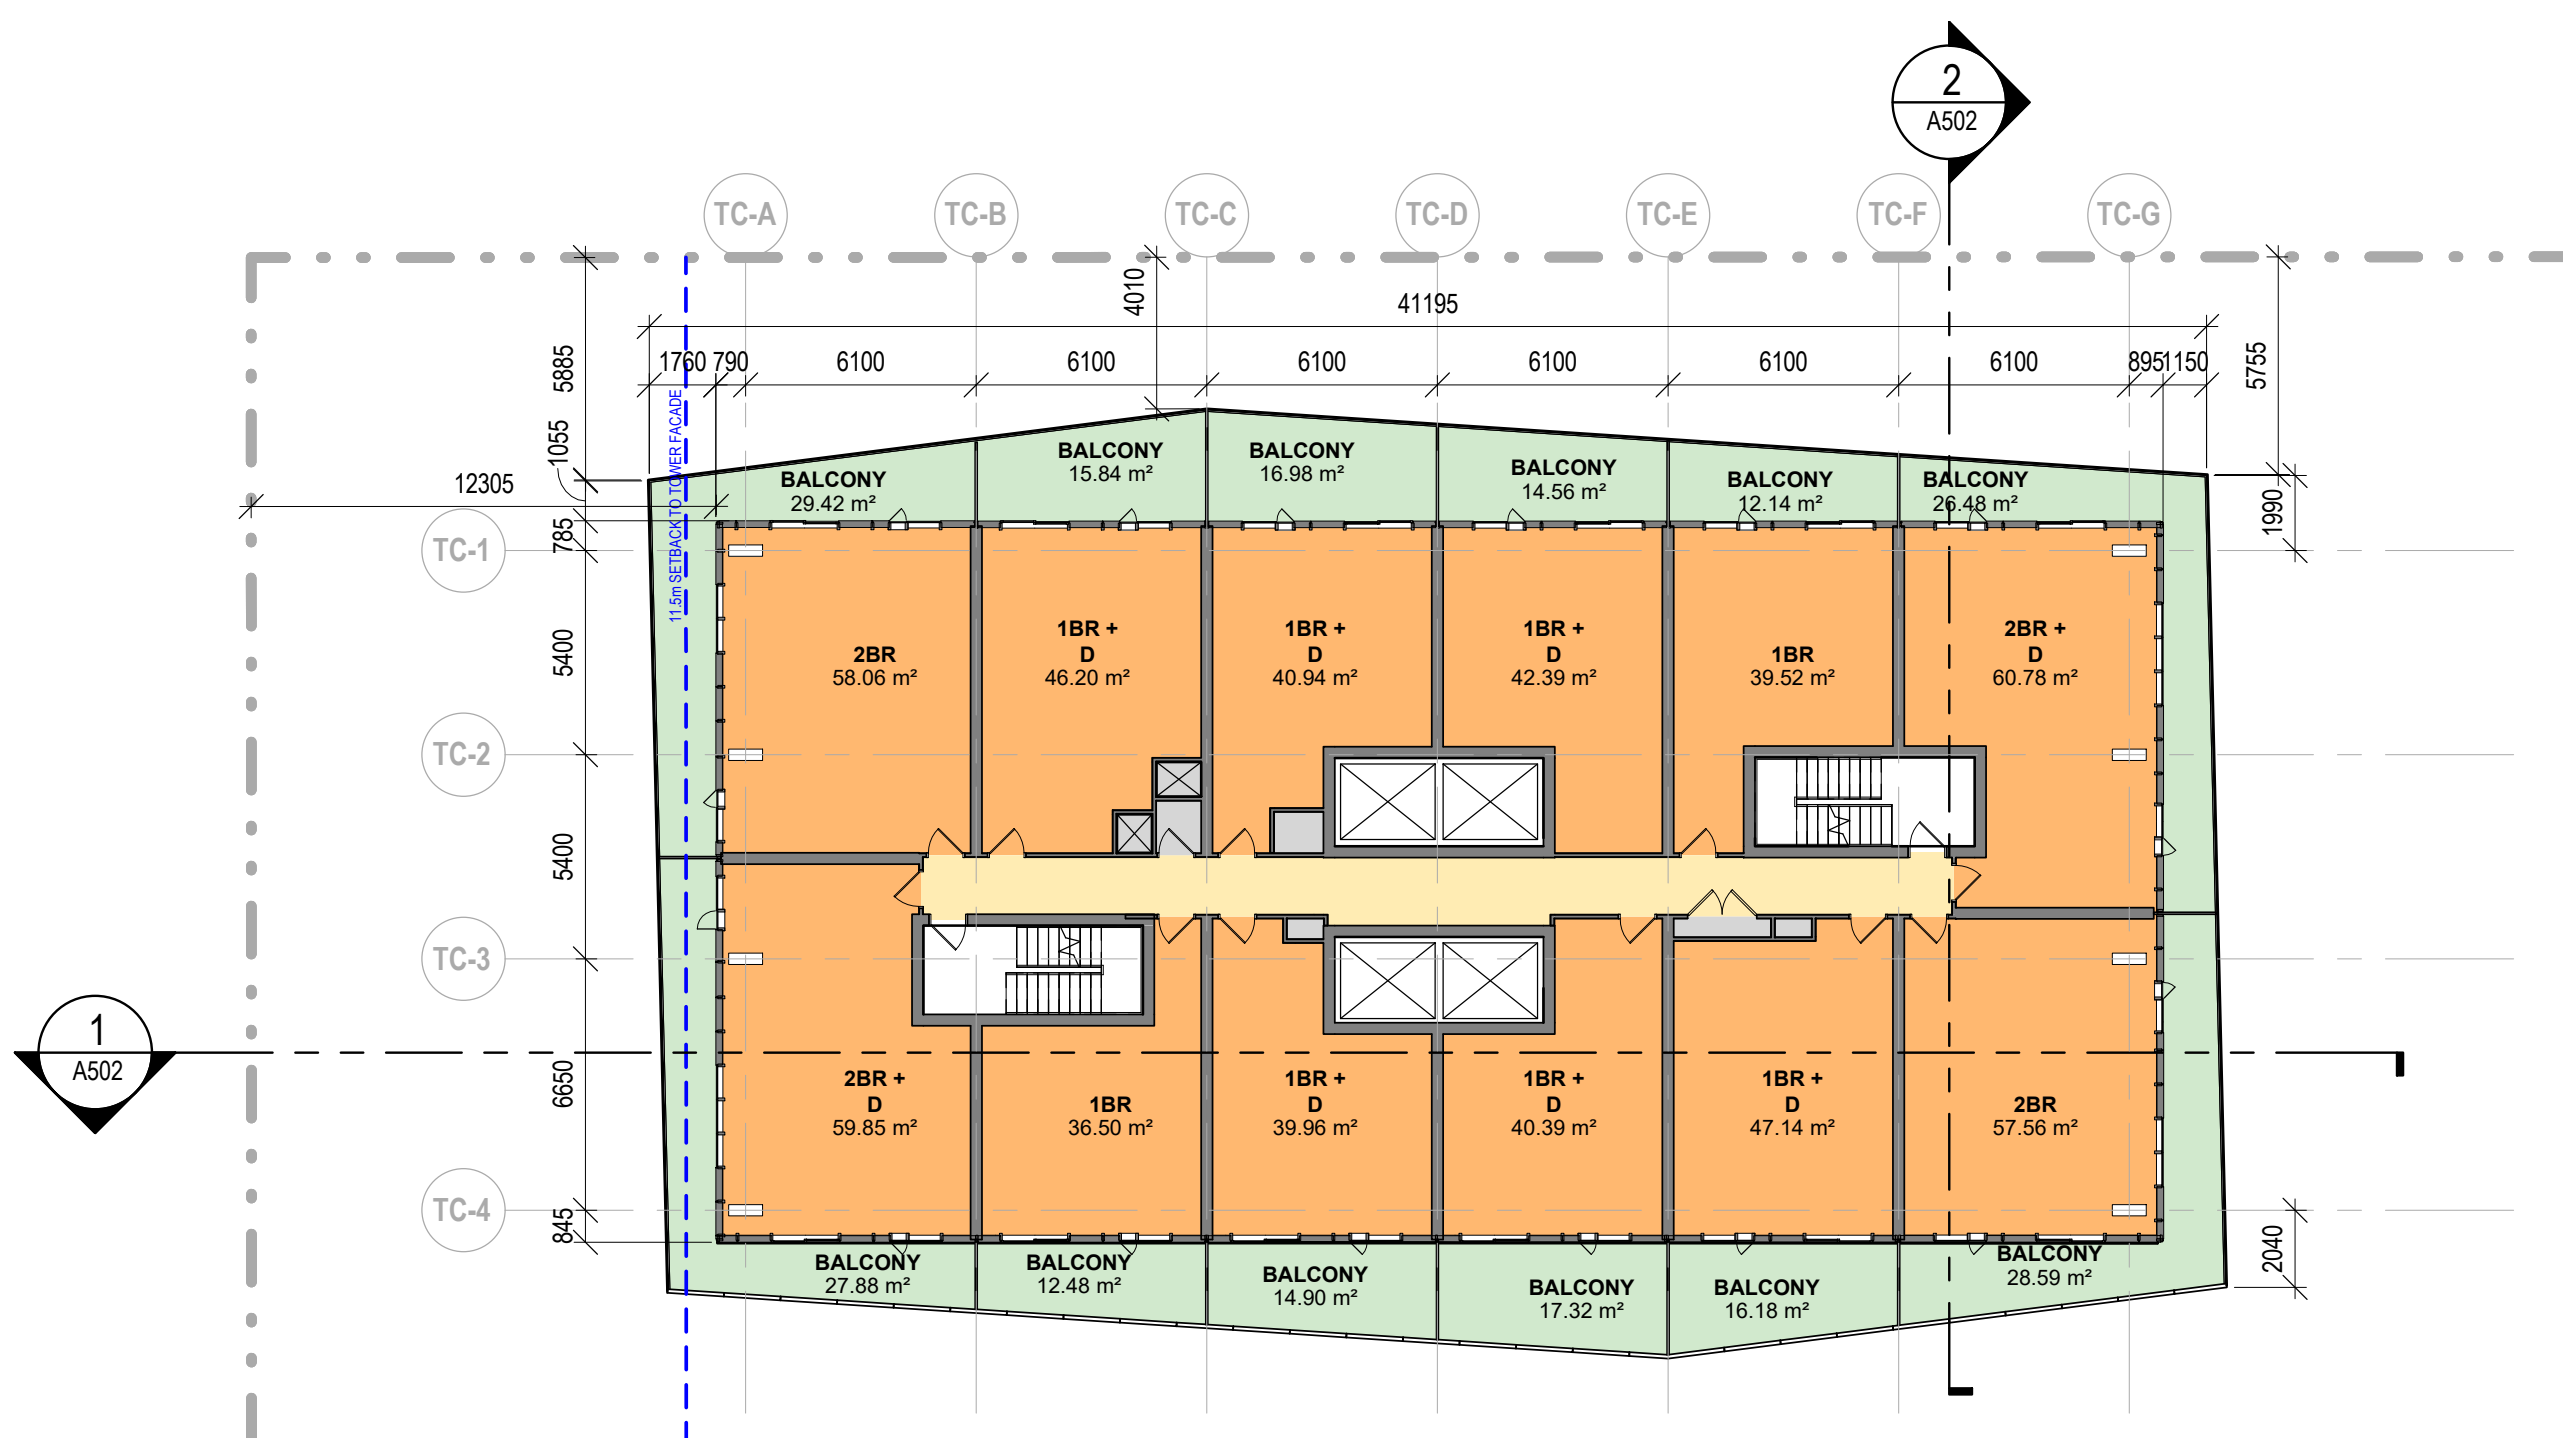 2
A502
TC-A
TC-B
TC-C
TC-D
TC-E
TC-F
TC-G
4010
41195
5885
1760
790
6100
6100
6100
6100
6100
6100
895
1150
5755
1055
12305
785
1990
11.5m SETBACK TO TOWER FACADE
BALCONY
29.42 m²
BALCONY
15.84 m²
BALCONY
16.98 m²
BALCONY
14.56 m²
BALCONY
12.14 m²
BALCONY
26.48 m²
TC-1
5400
2BR
58.06 m²
1BR +
D
46.20 m²
1BR +
D
40.94 m²
1BR +
D
42.39 m²
1BR
39.52 m²
2BR +
D
60.78 m²
TC-2
5400
TC-3
1
A502
6650
2BR +
D
59.85 m²
1BR
36.50 m²
1BR +
D
39.96 m²
1BR +
D
40.39 m²
1BR +
D
47.14 m²
2BR
57.56 m²
TC-4
845
2040
BALCONY
27.88 m²
BALCONY
12.48 m²
BALCONY
14.90 m²
BALCONY
17.32 m²
BALCONY
16.18 m²
BALCONY
28.59 m²